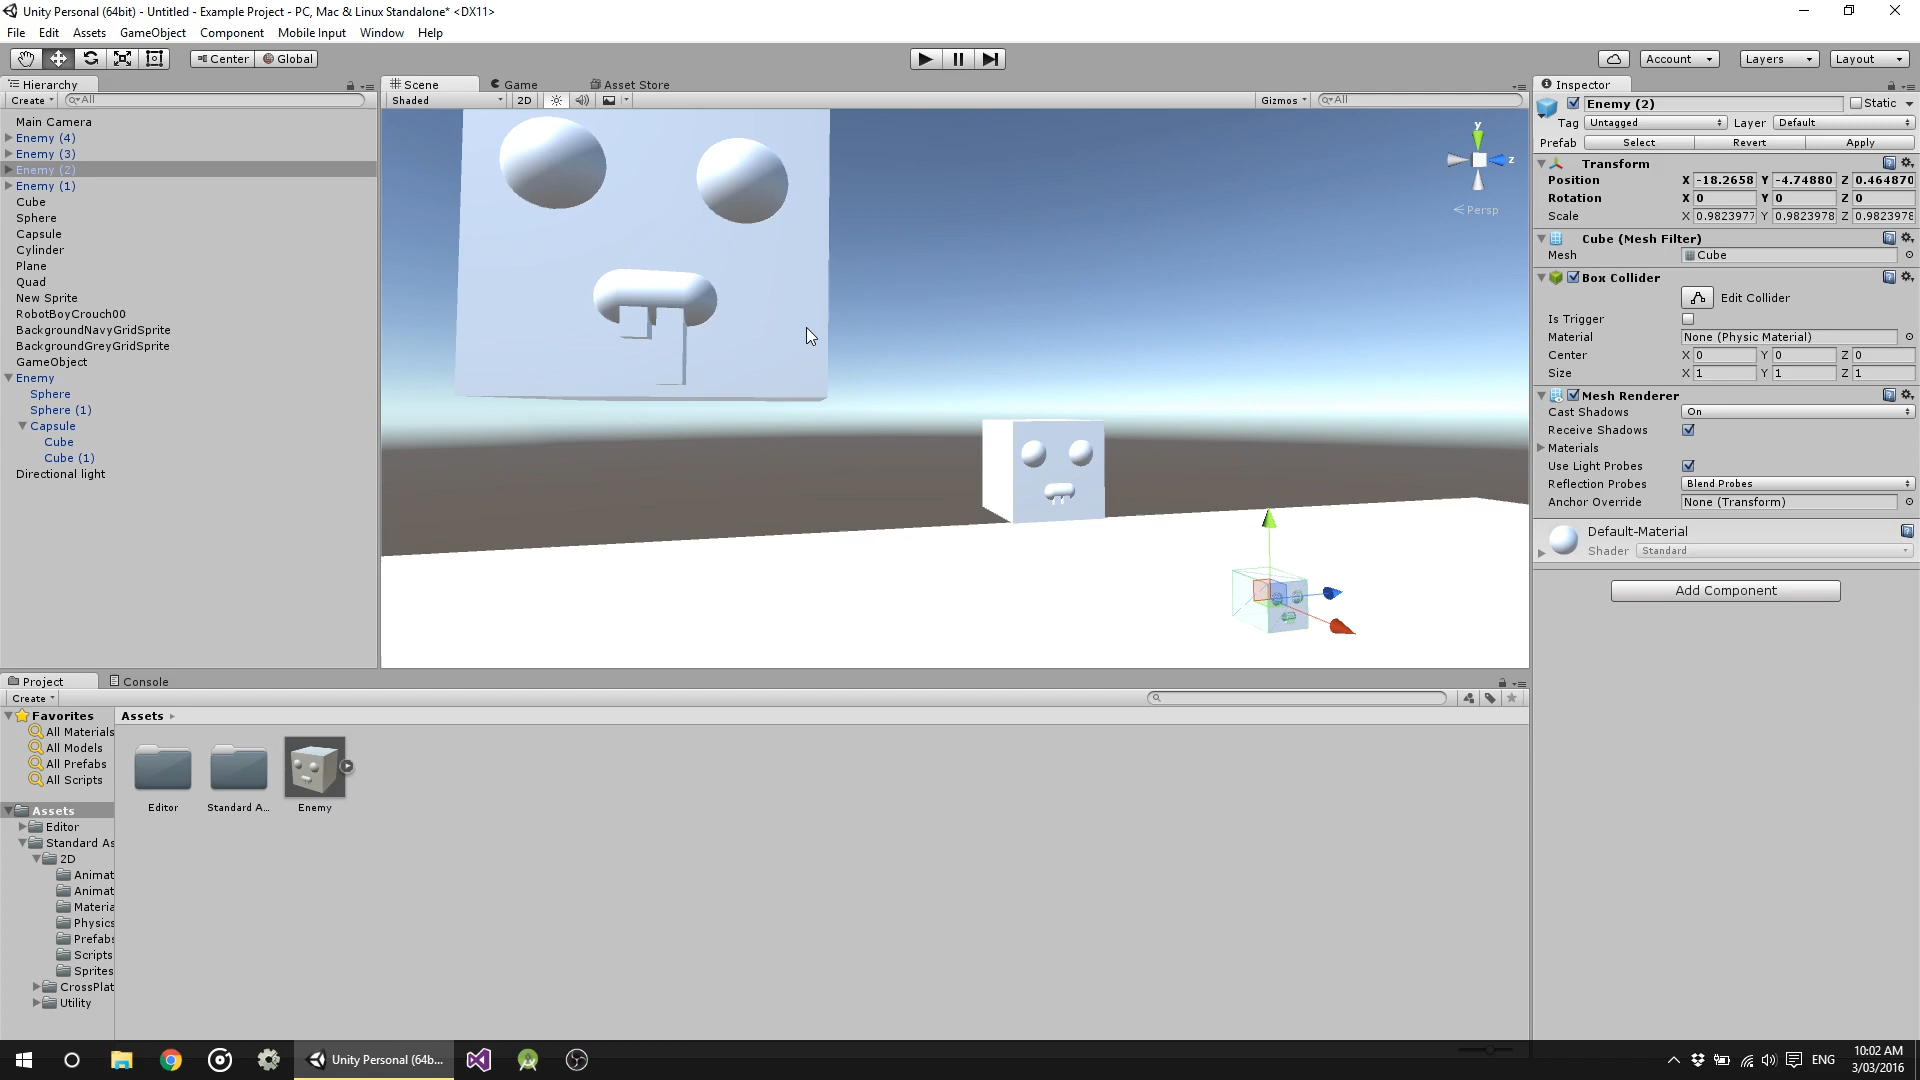 Unity Personal (64bit) - Untitled - Example Project - PC, Mac & Linux Standalone* <DX11>
File Edit Assets GameObject Component Mobile Input Window Help
Center Global Account Layers Layout
Hierarchy
Create All
Main Camera
Enemy (4)
Enemy (3)
Enemy (2)
Enemy (1)
Cube
Sphere
Capsule
Cylinder
Plane
Quad
New Sprite
RobotBoyCrouch00
BackgroundNavyGridSprite
BackgroundGreyGridSprite
GameObject
Enemy
Sphere
Sphere (1)
Capsule
Cube
Cube (1)
Directional light
Scene Game Asset Store
Shaded 2D Gizmos All
y
z
Persp
Inspector
Enemy (2) Static
Tag Untagged Layer Default
Prefab Select Revert Apply
Transform
Position X -18.2658 Y -4.74880 Z 0.464870
Rotation X 0 Y 0 Z 0
Scale X 0.9823977 Y 0.9823978 Z 0.9823978
Cube (Mesh Filter)
Mesh Cube
Box Collider
Edit Collider
Is Trigger
Material None (Physic Material)
Center X 0 Y 0 Z 0
Size X 1 Y 1 Z 1
Mesh Renderer
Cast Shadows On
Receive Shadows
Materials
Use Light Probes
Reflection Probes Blend Probes
Anchor Override None (Transform)
Default-Material
Shader Standard
Add Component
Project Console
Create
Favorites
All Materials
All Models
All Prefabs
All Scripts
Assets
Editor
Standard As
2D
Animat
Animat
Materia
Physics
Prefabs
Scripts
Sprites
CrossPlat
Utility
Assets
Editor Standard A... Enemy
Unity Personal (64b...
ENG
10:02 AM
3/03/2016